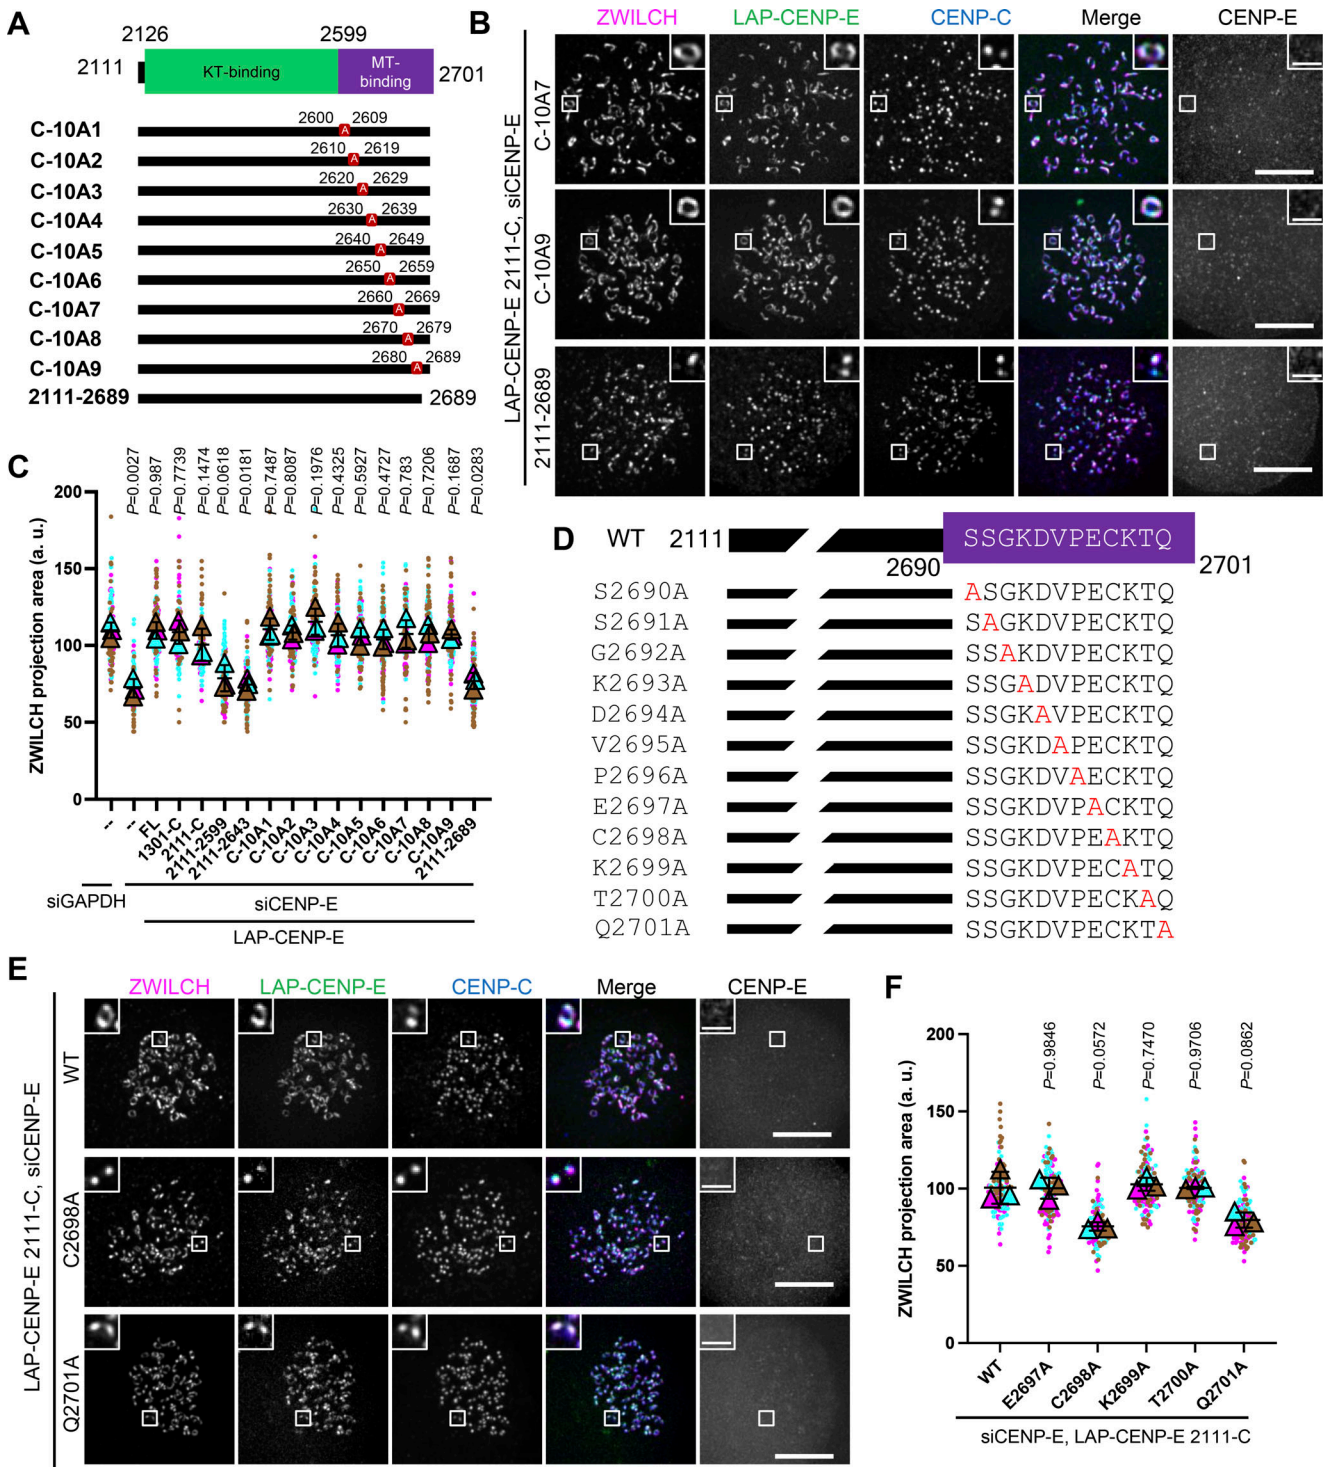 A
2126 2599
2111 KT-binding MT-binding 2701
C-10A1 2600 A 2609
C-10A2 2610 A 2619
C-10A3 2620 A 2629
C-10A4 2630 A 2639
C-10A5 2640 A 2649
C-10A6 2650 A 2659
C-10A7 2660 A 2669
C-10A8 2670 A 2679
C-10A9 2680 A 2689
2111-2689 2689
B
ZWILCH LAP-CENP-E CENP-C Merge CENP-E
LAP-CENP-E 2111-C, siCENP-E
C-10A7
C-10A9
2111-2689
C
P=0.0027 P=0.987 P=0.7739 P=0.1474 P=0.0618 P=0.0181 P=0.7487 P=0.8087 P=0.1976 P=0.4325 P=0.5927 P=0.4727 P=0.783 P=0.7206 P=0.1687 P=0.0283
ZWILCH projection area (a. u.)
200
150
100
50
0
-- -- FL 1301-C 2111-C 2111-2599 2111-2643 C-10A1 C-10A2 C-10A3 C-10A4 C-10A5 C-10A6 C-10A7 C-10A8 C-10A9 2111-2689
siGAPDH siCENP-E
LAP-CENP-E
D
WT 2111 SSGKDVPECKTQ
2690 2701
S2690A ASGKDVPECKTQ
S2691A SAGKDVPECKTQ
G2692A SSAKDVPECKTQ
K2693A SSGADVPECKTQ
D2694A SSGKAVPECKTQ
V2695A SSGKDAPECKTQ
P2696A SSGKDVAECKTQ
E2697A SSGKDVPACKTQ
C2698A SSGKDVPEAKTQ
K2699A SSGKDVPECATQ
T2700A SSGKDVPECKAQ
Q2701A SSGKDVPECKTA
E
ZWILCH LAP-CENP-E CENP-C Merge CENP-E
LAP-CENP-E 2111-C, siCENP-E
WT
C2698A
Q2701A
F
P=0.9846 P=0.0572 P=0.7470 P=0.9706 P=0.0862
ZWILCH projection area (a. u.)
200
150
100
50
0
WT E2697A C2698A K2699A T2700A Q2701A
siCENP-E, LAP-CENP-E 2111-C